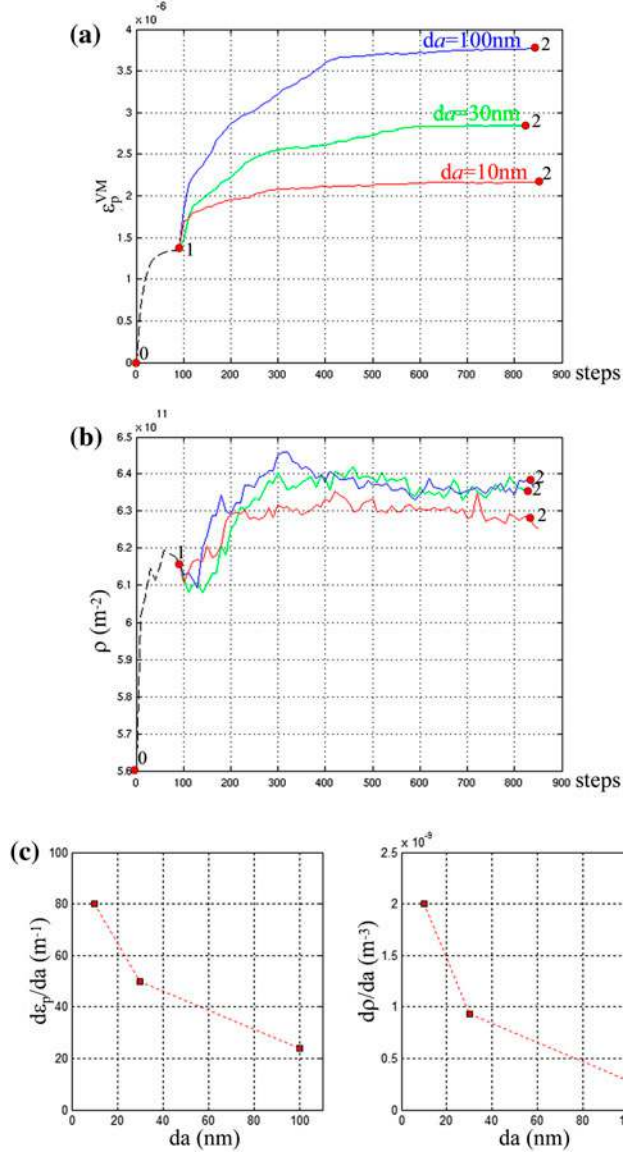 (a)
× 10 -6
4
3.5
3
2.5
2
1.5
1
0.5
0
ε_p^VM
da=100nm
da=30nm
da=10nm
2
2
2
1
0
0 100 200 300 400 500 600 700 800 900 steps
(b)
6.5 × 10 11
6.4
6.3
6.2
6.1
6
5.9
5.8
5.7
5.6
ρ (m-2)
2
2
2
1
0
0 100 200 300 400 500 600 700 800 900 steps
(c)
100
80
60
40
20
0
dε_p/da (m-1)
0 20 40 60 80 100
da (nm)
2.5 × 10 -9
2
1.5
1
0.5
0
dρ/da (m-3)
0 20 40 60 80
da (nm)